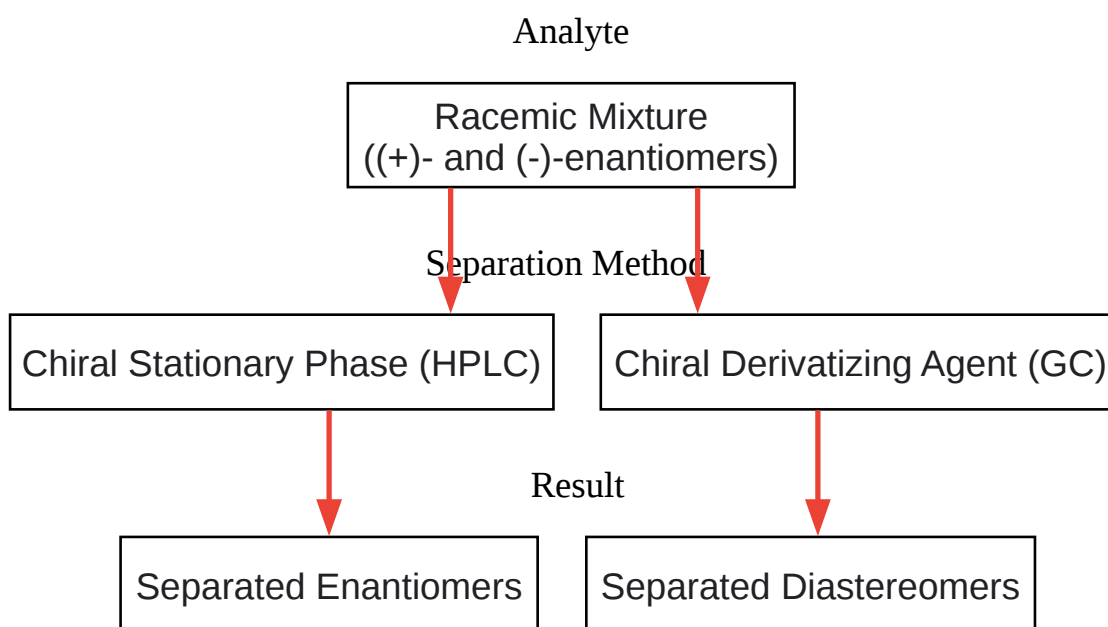 Analyte
Racemic Mixture
((+)- and (-)-enantiomers)
Separation Method
Chiral Stationary Phase (HPLC)
Chiral Derivatizing Agent (GC)
Result
Separated Enantiomers
Separated Diastereomers